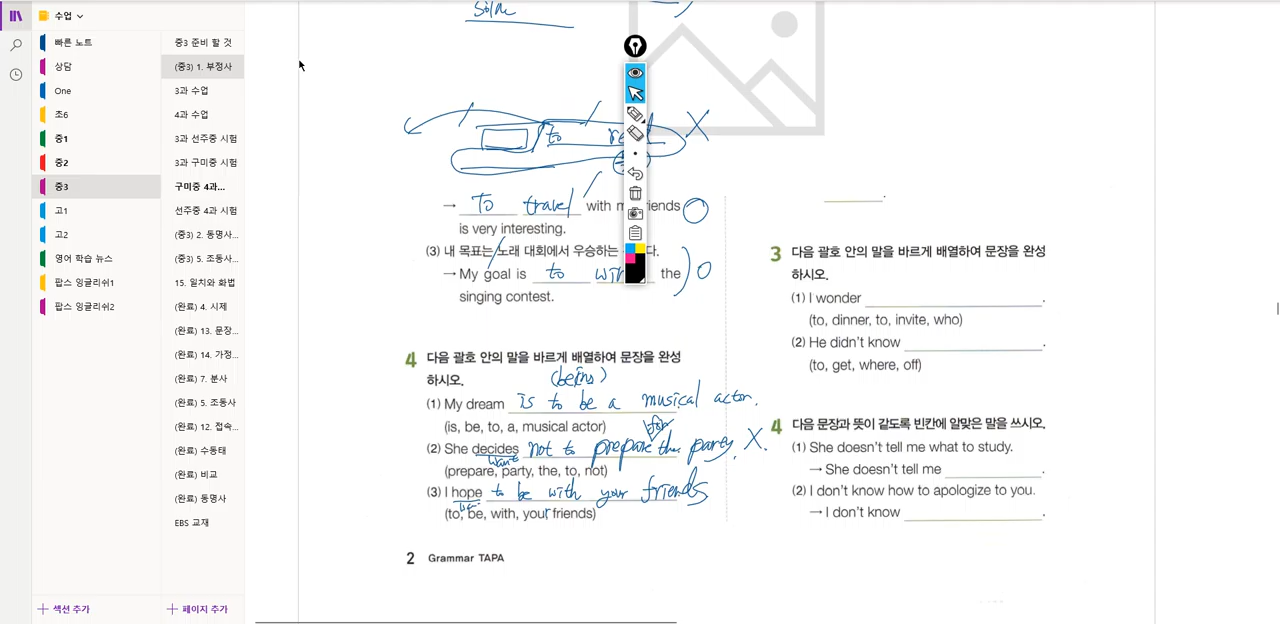 수업
빠른 노트
상담
One
초6
중1
중2
중3
고1
고2
영어 학습 뉴스
팝스 잉글리쉬1
팝스 잉글리쉬2
섹션 추가
중3 준비 할 것
(중3) 1. 부정사
3과 수업
4과 수업
3과 선주중 시험
3과 구미중 시험
구미중 4과...
선주중 4과 시험
(중3) 2. 동명사...
(중3) 5. 조동사...
15. 일치와 화법
(완료) 4. 시제
(완료) 13. 문장...
(완료) 14. 가정...
(완료) 7. 분사
(완료) 5. 조동사
(완료) 12. 접속...
(완료) 수동태
(완료) 비교
(완료) 동명사
EBS 교재
페이지 추가
to
X
→ To travel with my friends
is very interesting.
(3) 내 목표는 노래 대회에서 우승하는 다.
→ My goal is to win the
singing contest.
4 다음 괄호 안의 말을 바르게 배열하여 문장을 완성
하시오.
(being)
(1) My dream is to be a musical actor.
(is, be, to, a, musical actor)
for
(2) She decides not to prepare the party. X.
want
(prepare, party, the, to, not)
(3) I hope to be with your friends
(to, be, with, your friends)
2 Grammar TAPA
3 다음 괄호 안의 말을 바르게 배열하여 문장을 완성
하시오.
(1) I wonder .
(to, dinner, to, invite, who)
(2) He didn't know .
(to, get, where, off)
4 다음 문장과 뜻이 같도록 빈칸에 알맞은 말을 쓰시오.
(1) She doesn't tell me what to study.
→ She doesn't tell me .
(2) I don't know how to apologize to you.
→ I don't know .